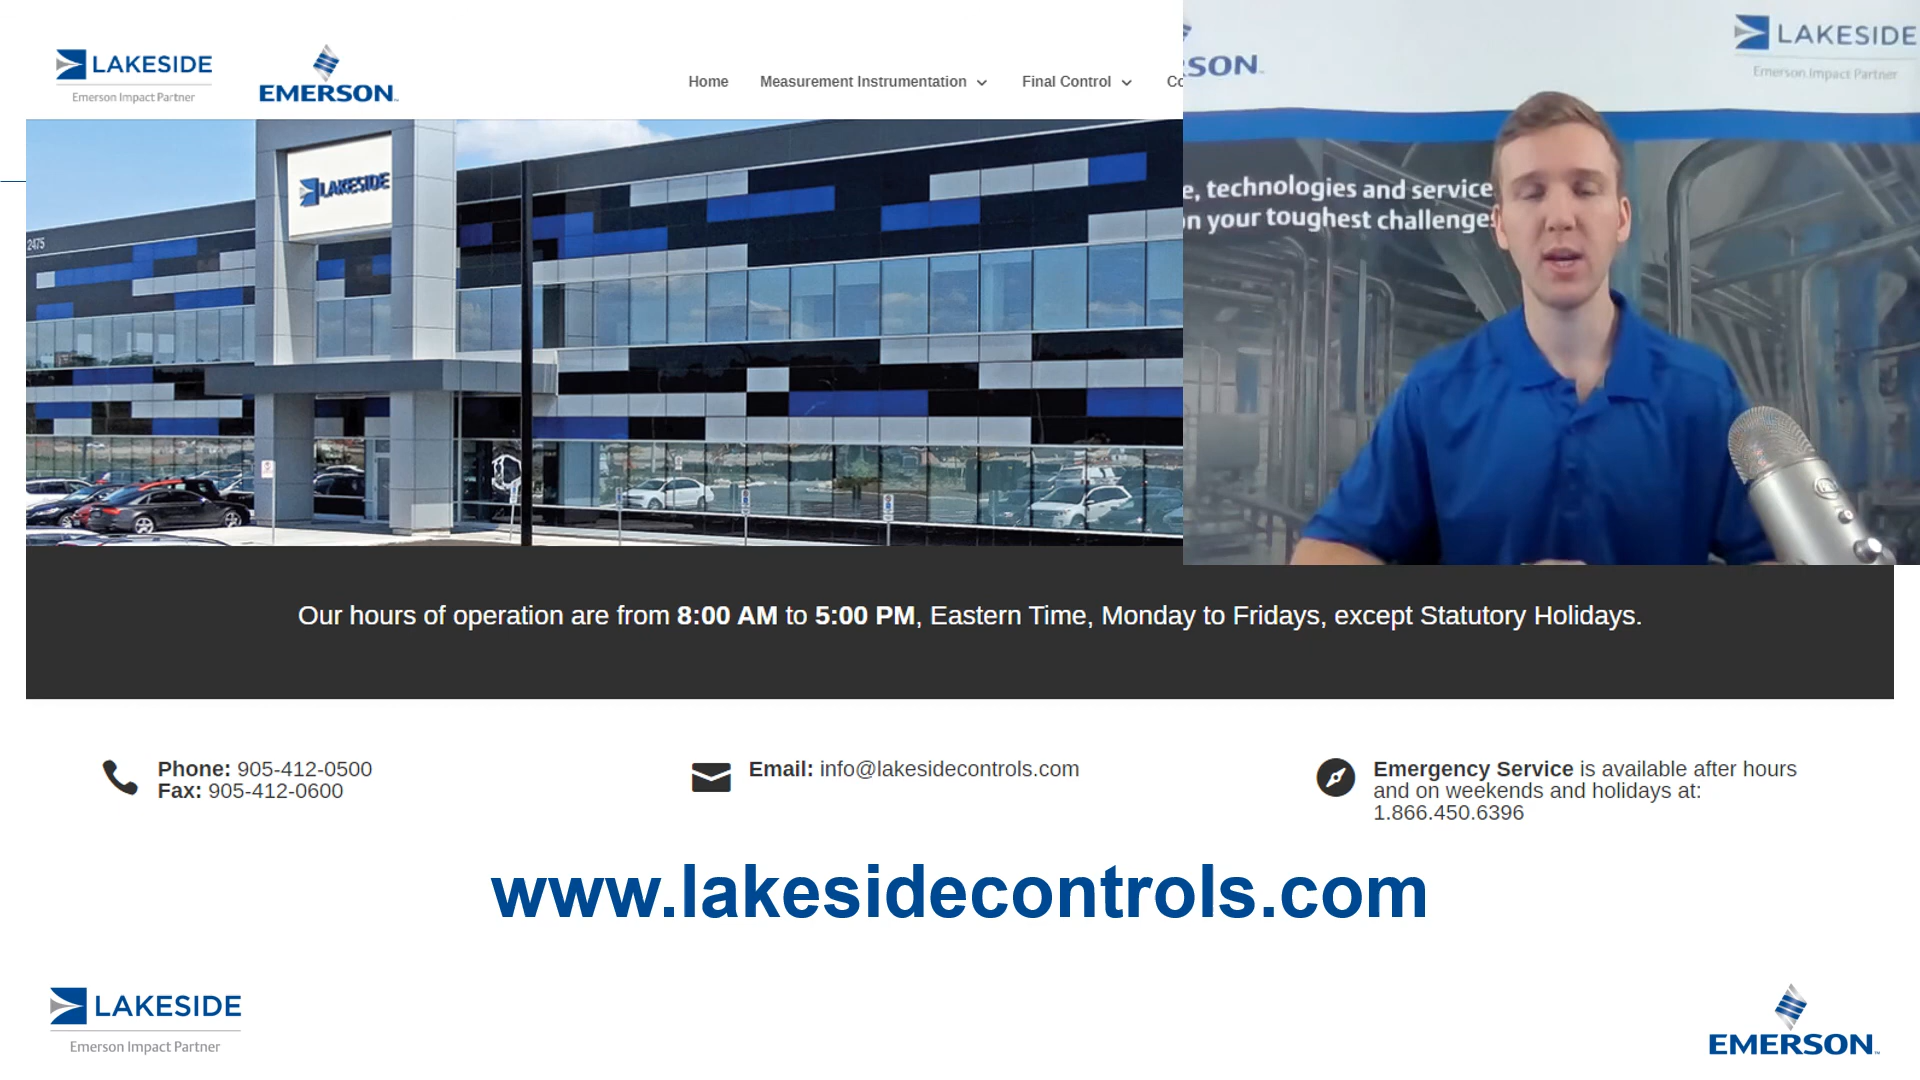 LAKESIDE
Emerson Impact Partner
EMERSON
Home
Measurement Instrumentation
Final Control
LAKESIDE
2475
SON
LAKESIDE
Emerson Impact Partner
technologies and service
your toughest challenge
Our hours of operation are from 8:00 AM to 5:00 PM, Eastern Time, Monday to Fridays, except Statutory Holidays.
Phone: 905-412-0500
Fax: 905-412-0600
Email: info@lakesidecontrols.com
Emergency Service is available after hours
and on weekends and holidays at:
1.866.450.6396
www.lakesidecontrols.com
LAKESIDE
Emerson Impact Partner
EMERSON